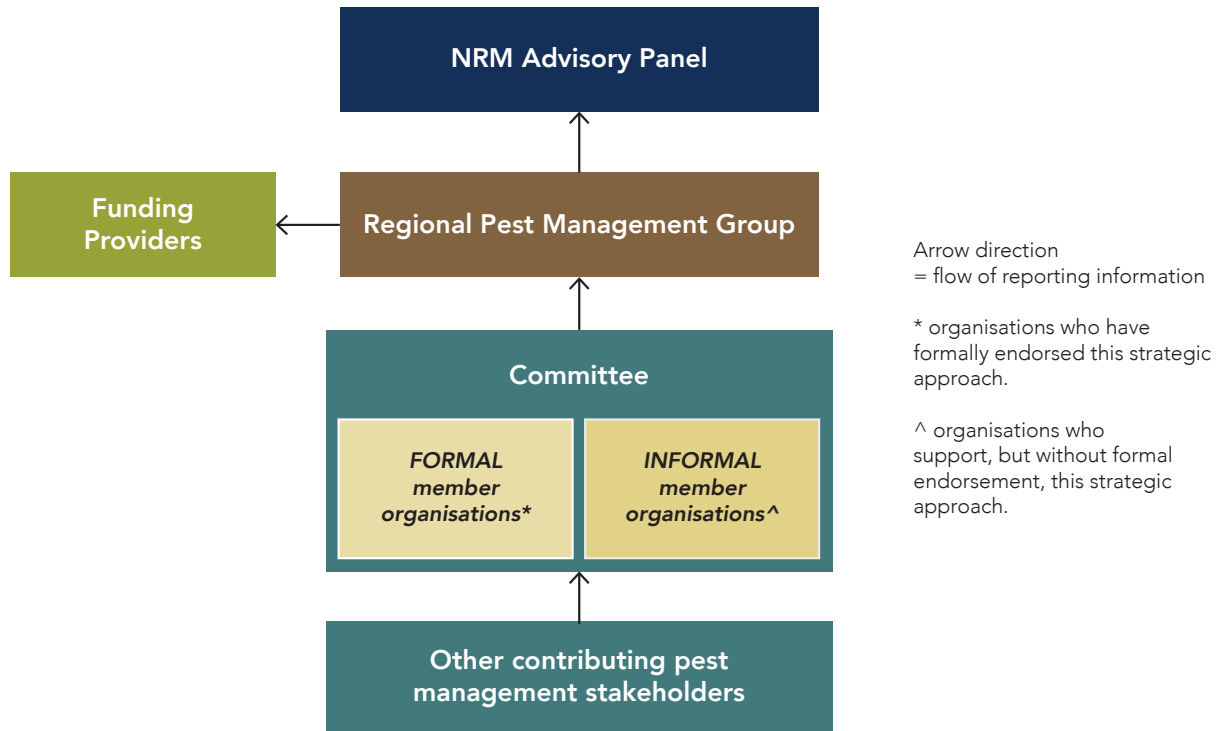 NRM Advisory Panel
Funding
Providers
Regional Pest Management Group
Committee
FORMAL
member
organisations*
INFORMAL
member
organisations^
Other contributing pest
management stakeholders
Arrow direction
= flow of reporting information
* organisations who have
formally endorsed this strategic
approach.
^ organisations who
support, but without formal
endorsement, this strategic
approach.